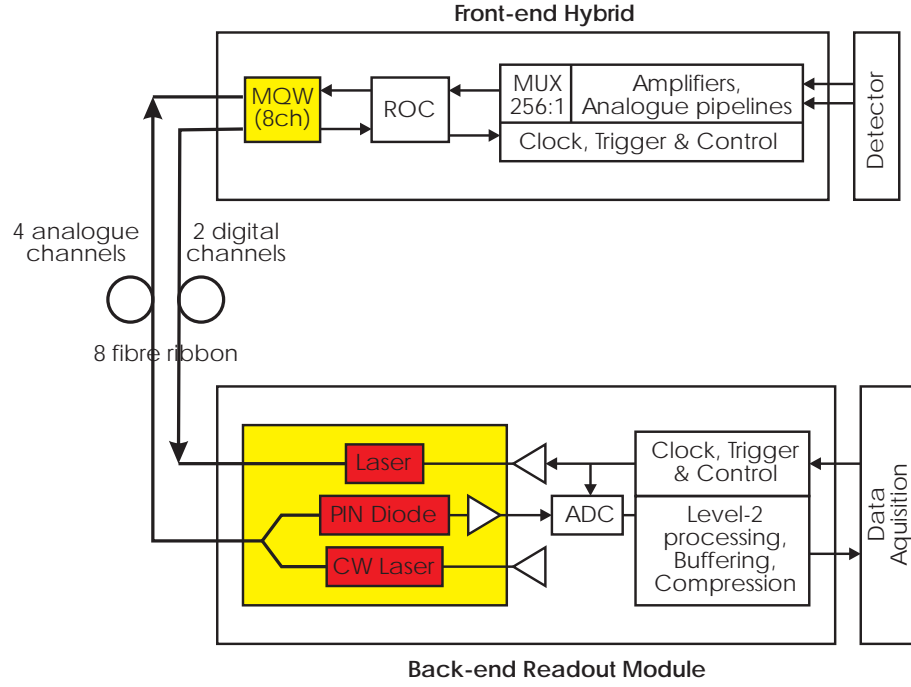 Front-end Hybrid
MQW
(8ch)
ROC
MUX
256:1
Amplifiers,
Analogue pipelines
Clock, Trigger & Control
Detector
4 analogue
channels
2 digital
channels
8 fibre ribbon
Laser
PIN Diode
CW Laser
ADC
Clock, Trigger
& Control
Level-2
processing,
Buffering,
Compression
Data
Aquisition
Back-end Readout Module